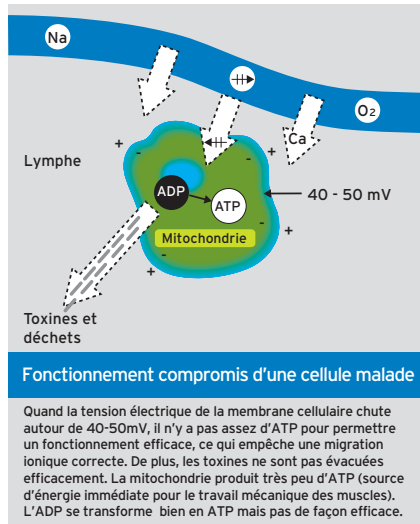 Na
O₂
Ca
+
-
+
-
Lymphe
ADP
ATP
40 - 50 mV
+
-
Mitochondrie
-
-
+
+
Toxines et
déchets
Fonctionnement compromis d'une cellule malade
Quand la tension électrique de la membrane cellulaire chute
autour de 40-50mV, il n'y a pas assez d'ATP pour permettre
un fonctionnement efficace, ce qui empêche une migration
ionique correcte. De plus, les toxines ne sont pas évacuées
efficacement. La mitochondrie produit très peu d'ATP (source
d'énergie immédiate pour le travail mécanique des muscles).
L'ADP se transforme bien en ATP mais pas de façon efficace.